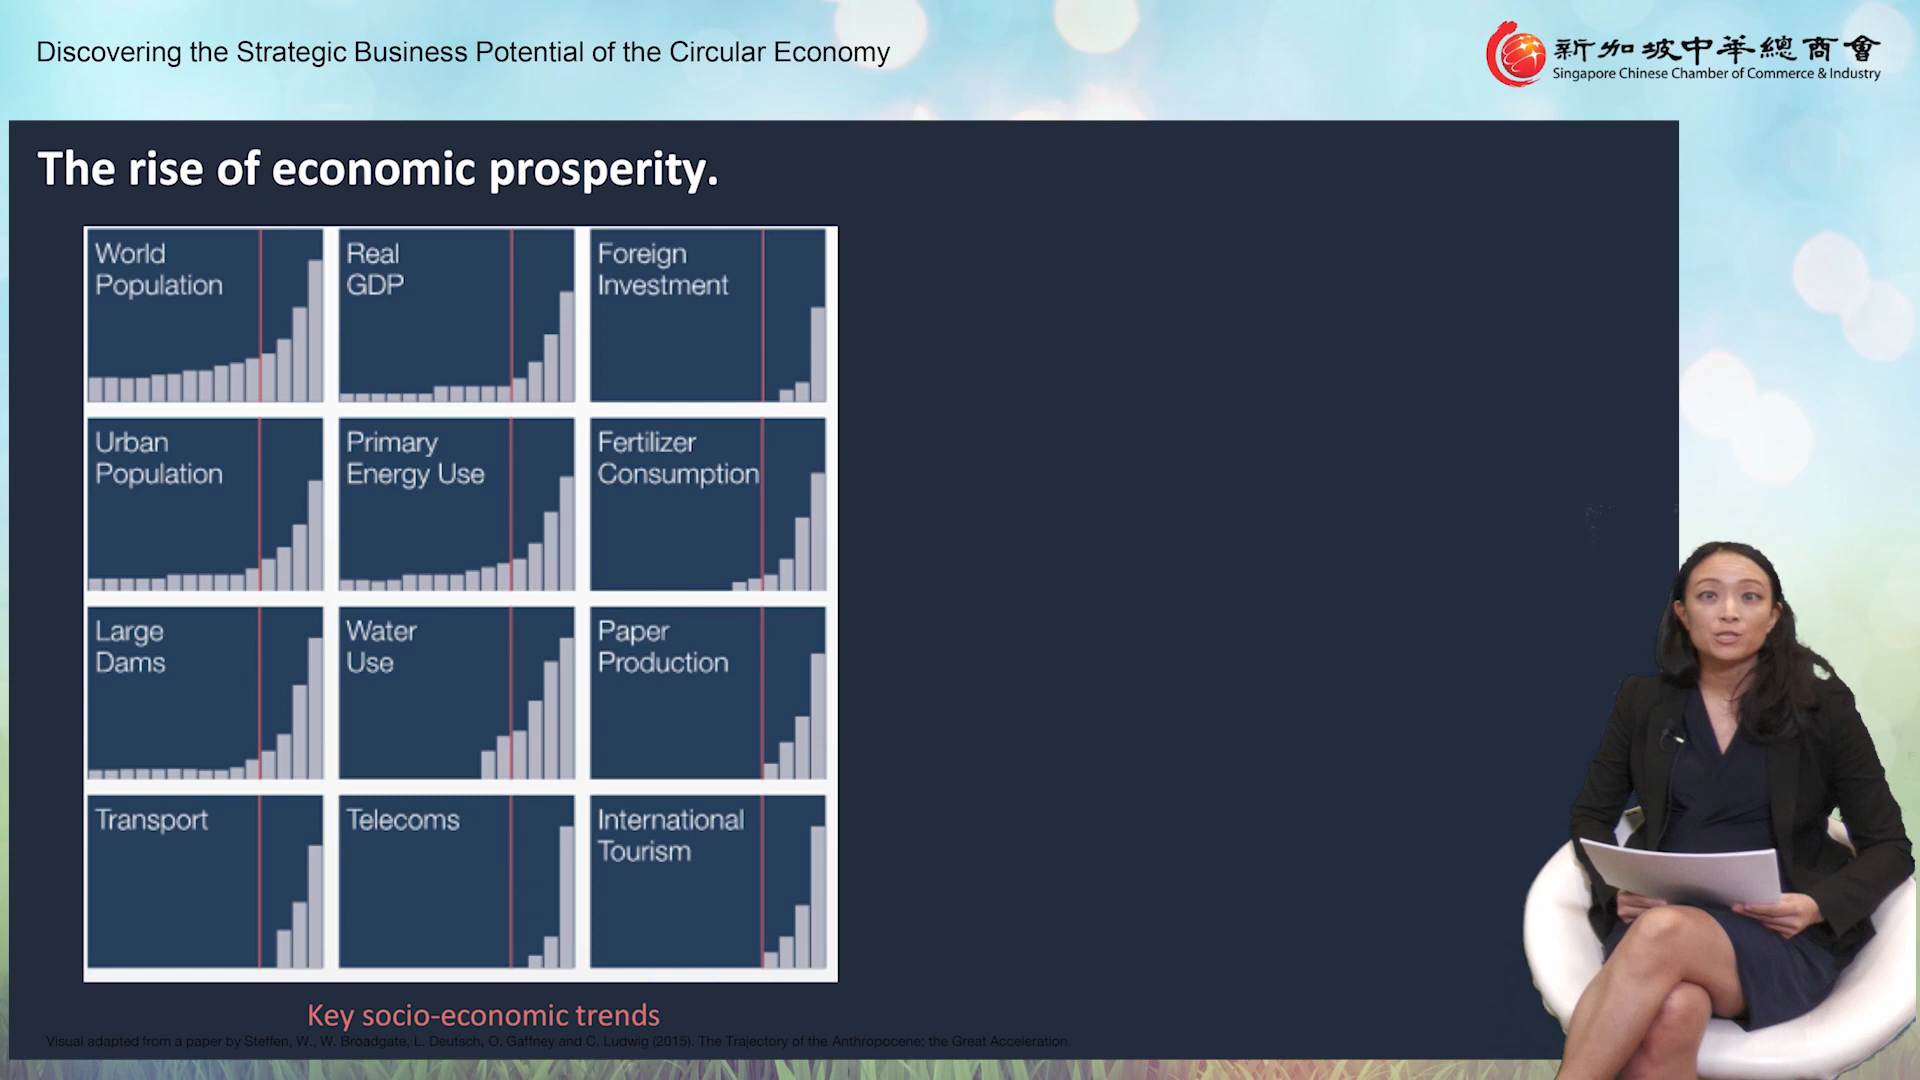 Discovering the Strategic Business Potential of the Circular Economy
新加坡中華總商會
Singapore Chinese Chamber of Commerce & Industry
The rise of economic prosperity.
World
Population
Real
GDP
Foreign
Investment
Urban
Population
Primary
Energy Use
Fertilizer
Consumption
Large
Dams
Water
Use
Paper
Production
Transport
Telecoms
International
Tourism
Key socio-economic trends
Visual adapted from a paper by Steffen, W., W. Broadgate, L. Deutsch, O. Gaffney and C. Ludwig (2015). The Trajectory of the Anthropocene: the Great Acceleration.